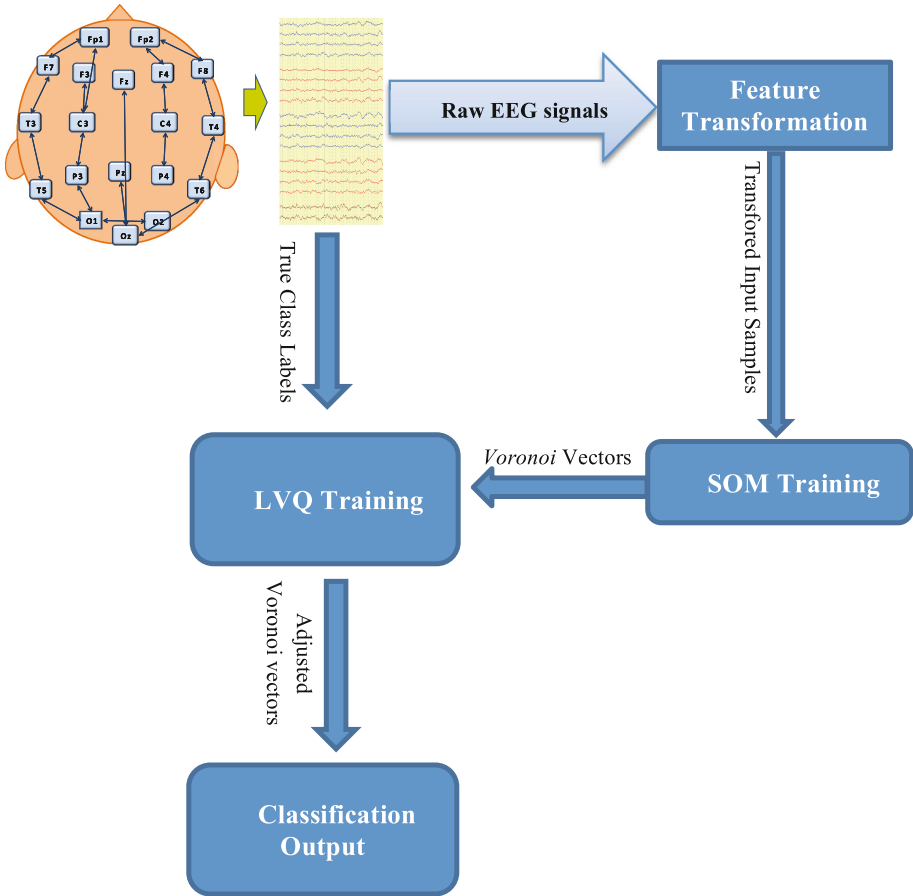 Fp1 Fp2
F7 F3 Fz F4 F8
T3 C3 C4 T4
T5 P3 Pz P4 T6
O1 O2
Oz
Raw EEG signals
Feature
Transformation
True Class Labels
Transfored Input Samples
Voronoi Vectors
LVQ Training
SOM Training
Adjusted
Voronoi vectors
Classification
Output